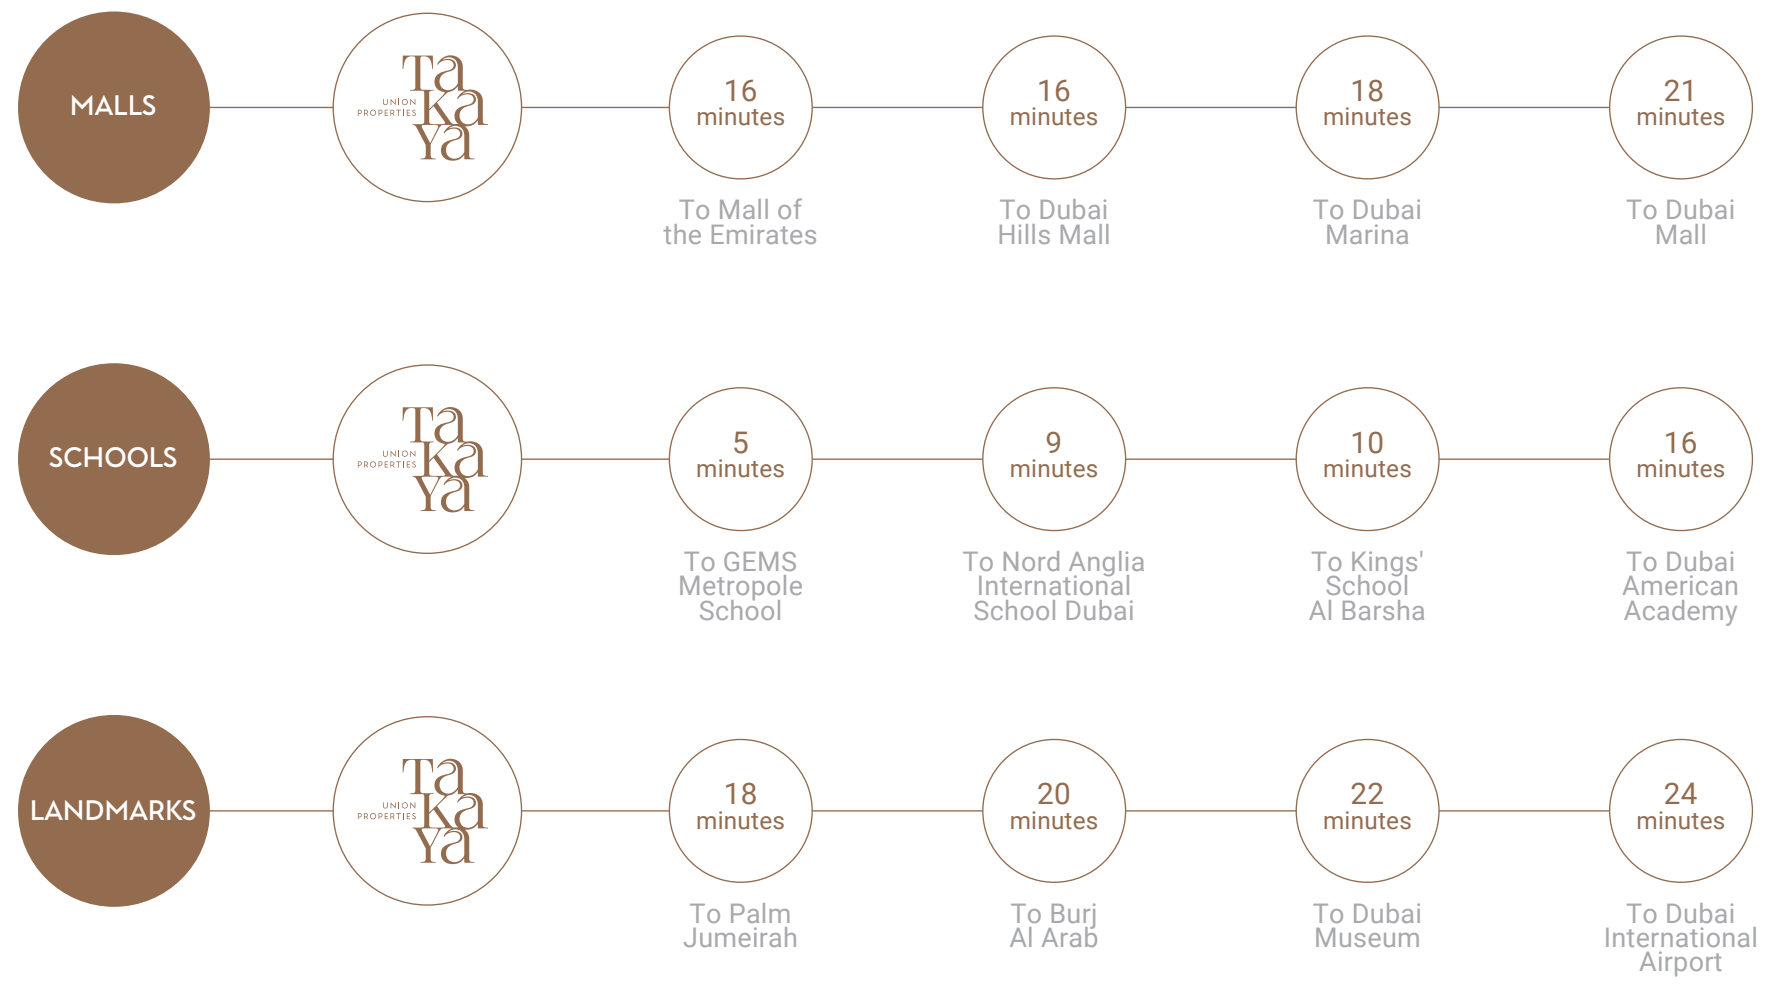 MALLS
UNION
PROPERTIES
Ta
Ka
Ya
16
minutes
To Mall of
the Emirates
16
minutes
To Dubai
Hills Mall
18
minutes
To Dubai
Marina
21
minutes
To Dubai
Mall
SCHOOLS
UNION
PROPERTIES
Ta
Ka
Ya
5
minutes
To GEMS
Metropole
School
9
minutes
To Nord Anglia
International
School Dubai
10
minutes
To Kings'
School
Al Barsha
16
minutes
To Dubai
American
Academy
LANDMARKS
UNION
PROPERTIES
Ta
Ka
Ya
18
minutes
To Palm
Jumeirah
20
minutes
To Burj
Al Arab
22
minutes
To Dubai
Museum
24
minutes
To Dubai
International
Airport